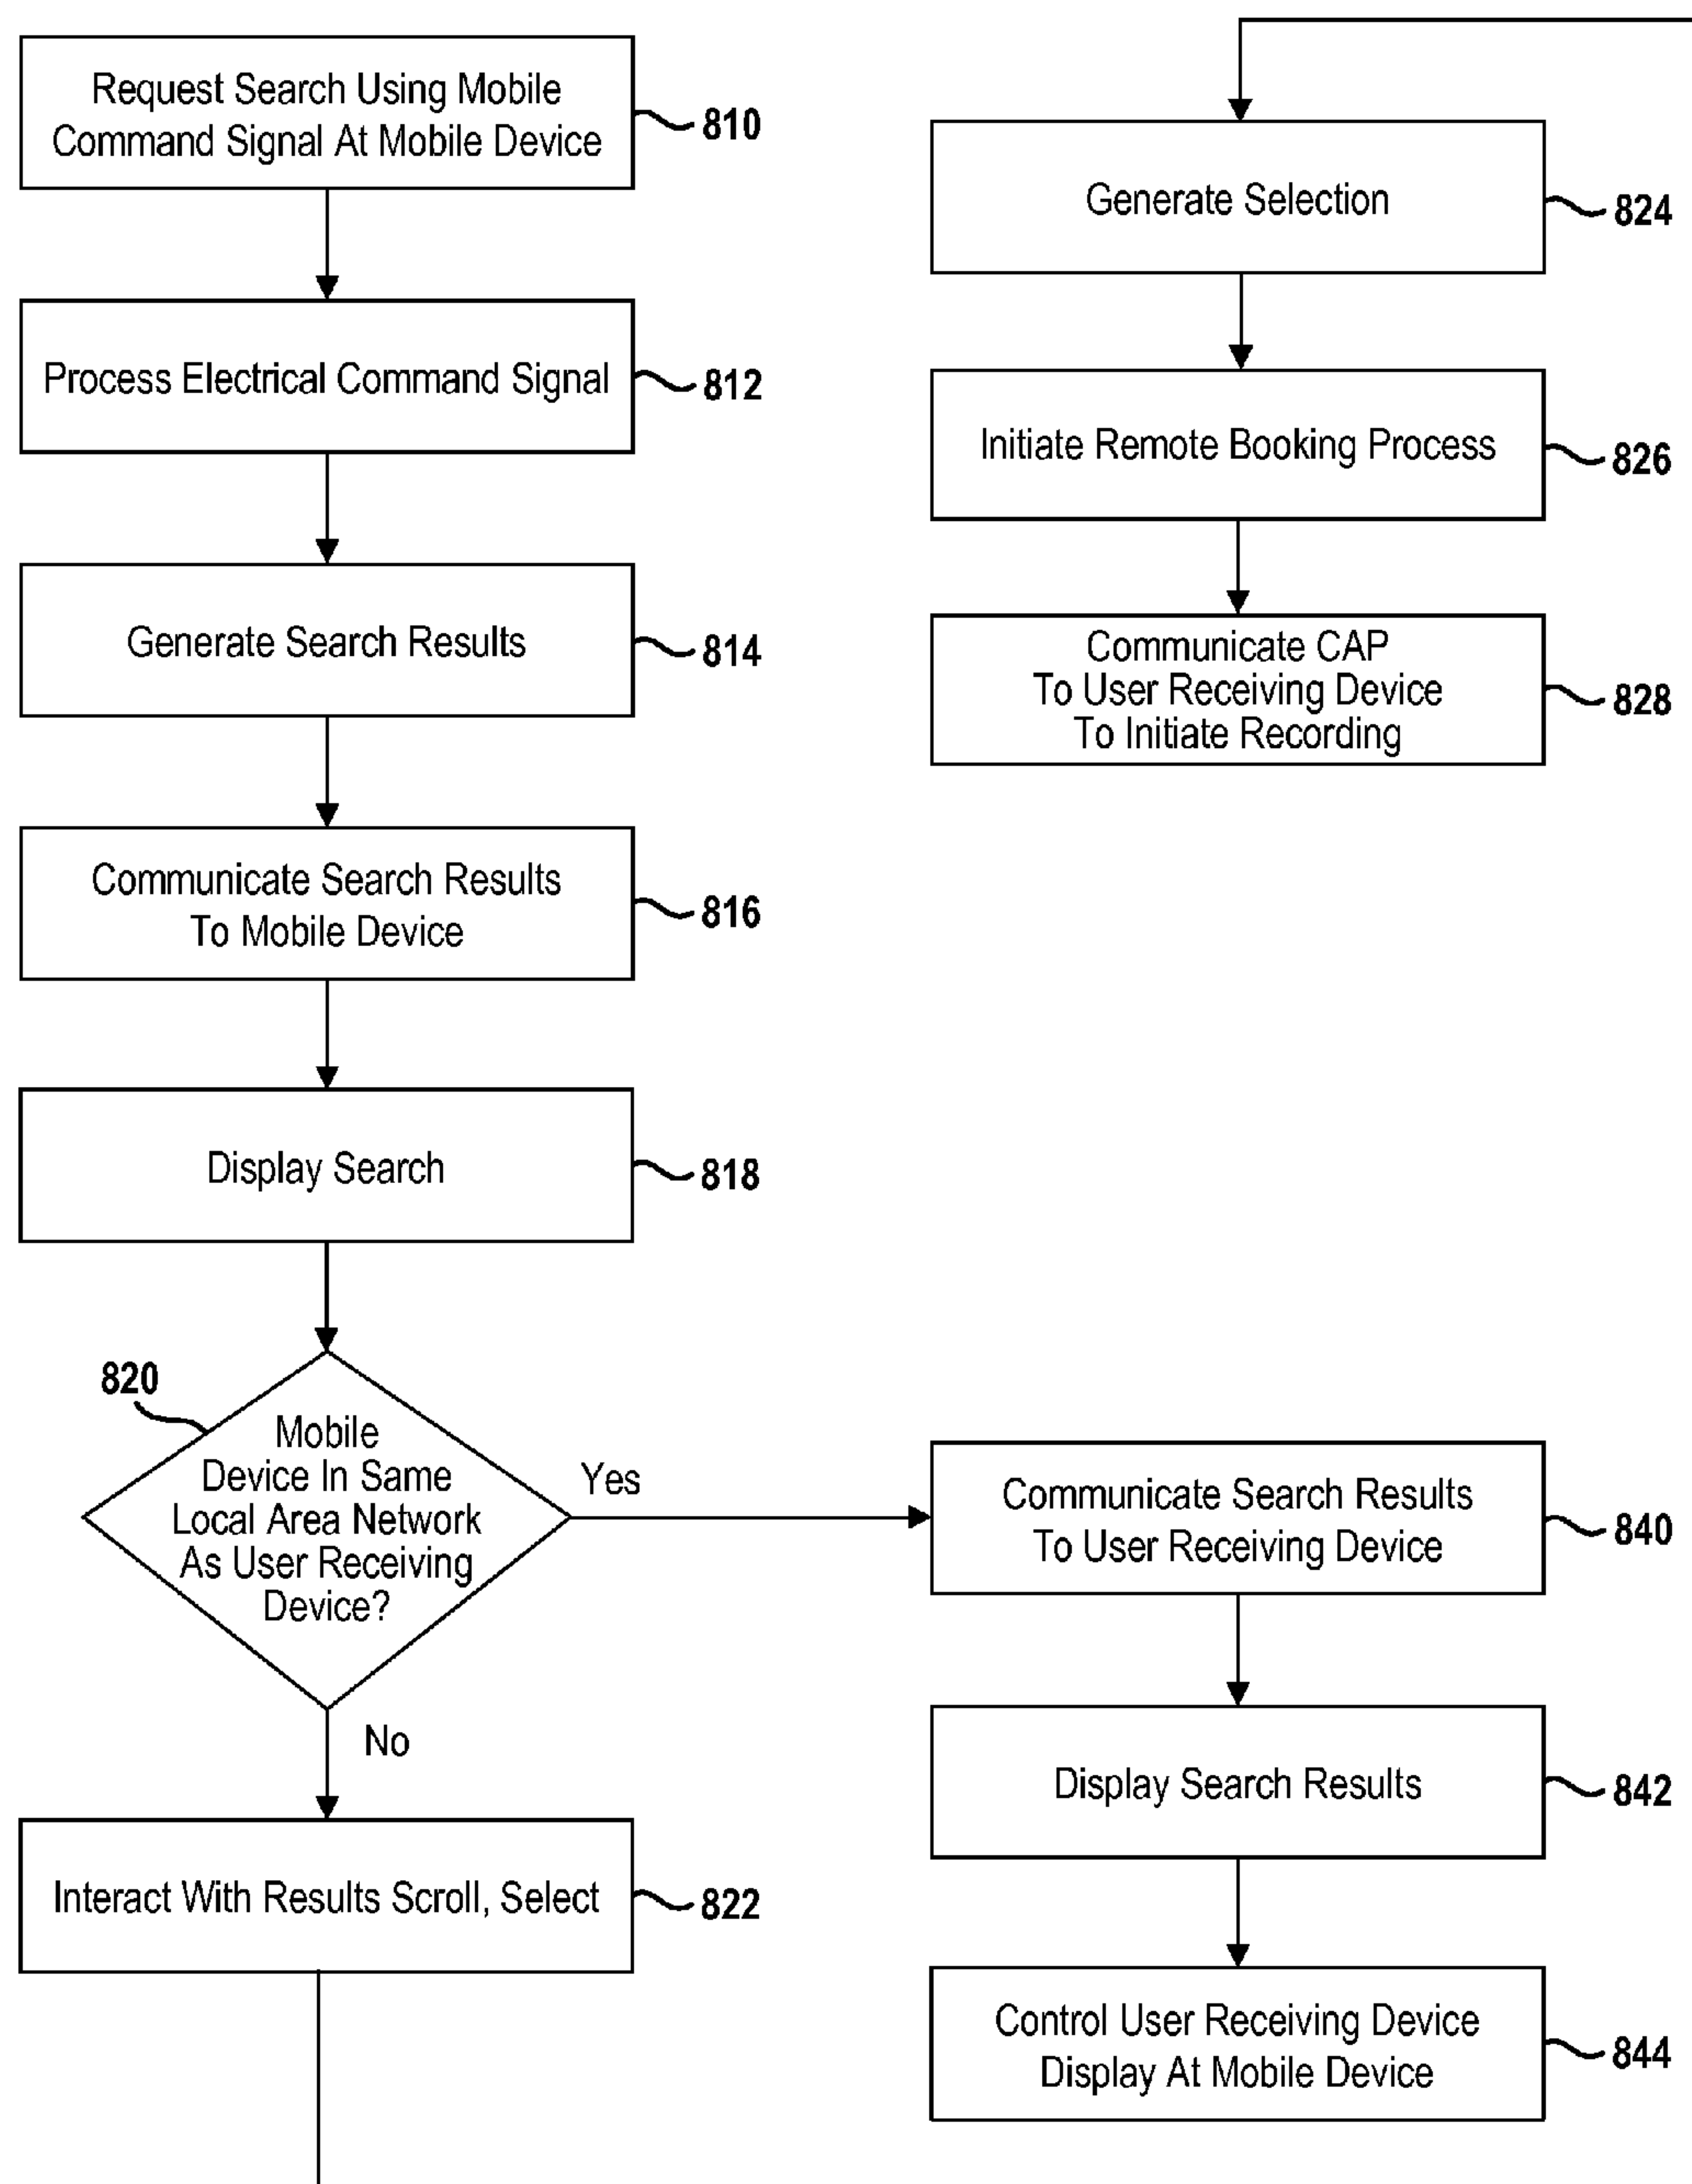 Request Search Using Mobile
Command Signal At Mobile Device
810
Process Electrical Command Signal
812
Generate Search Results
814
Communicate Search Results
To Mobile Device
816
Display Search
818
820
Mobile
Device In Same
Local Area Network
As User Receiving
Device?
Yes
No
Interact With Results Scroll, Select
822
Generate Selection
824
Initiate Remote Booking Process
826
Communicate CAP
To User Receiving Device
To Initiate Recording
828
Communicate Search Results
To User Receiving Device
840
Display Search Results
842
Control User Receiving Device
Display At Mobile Device
844